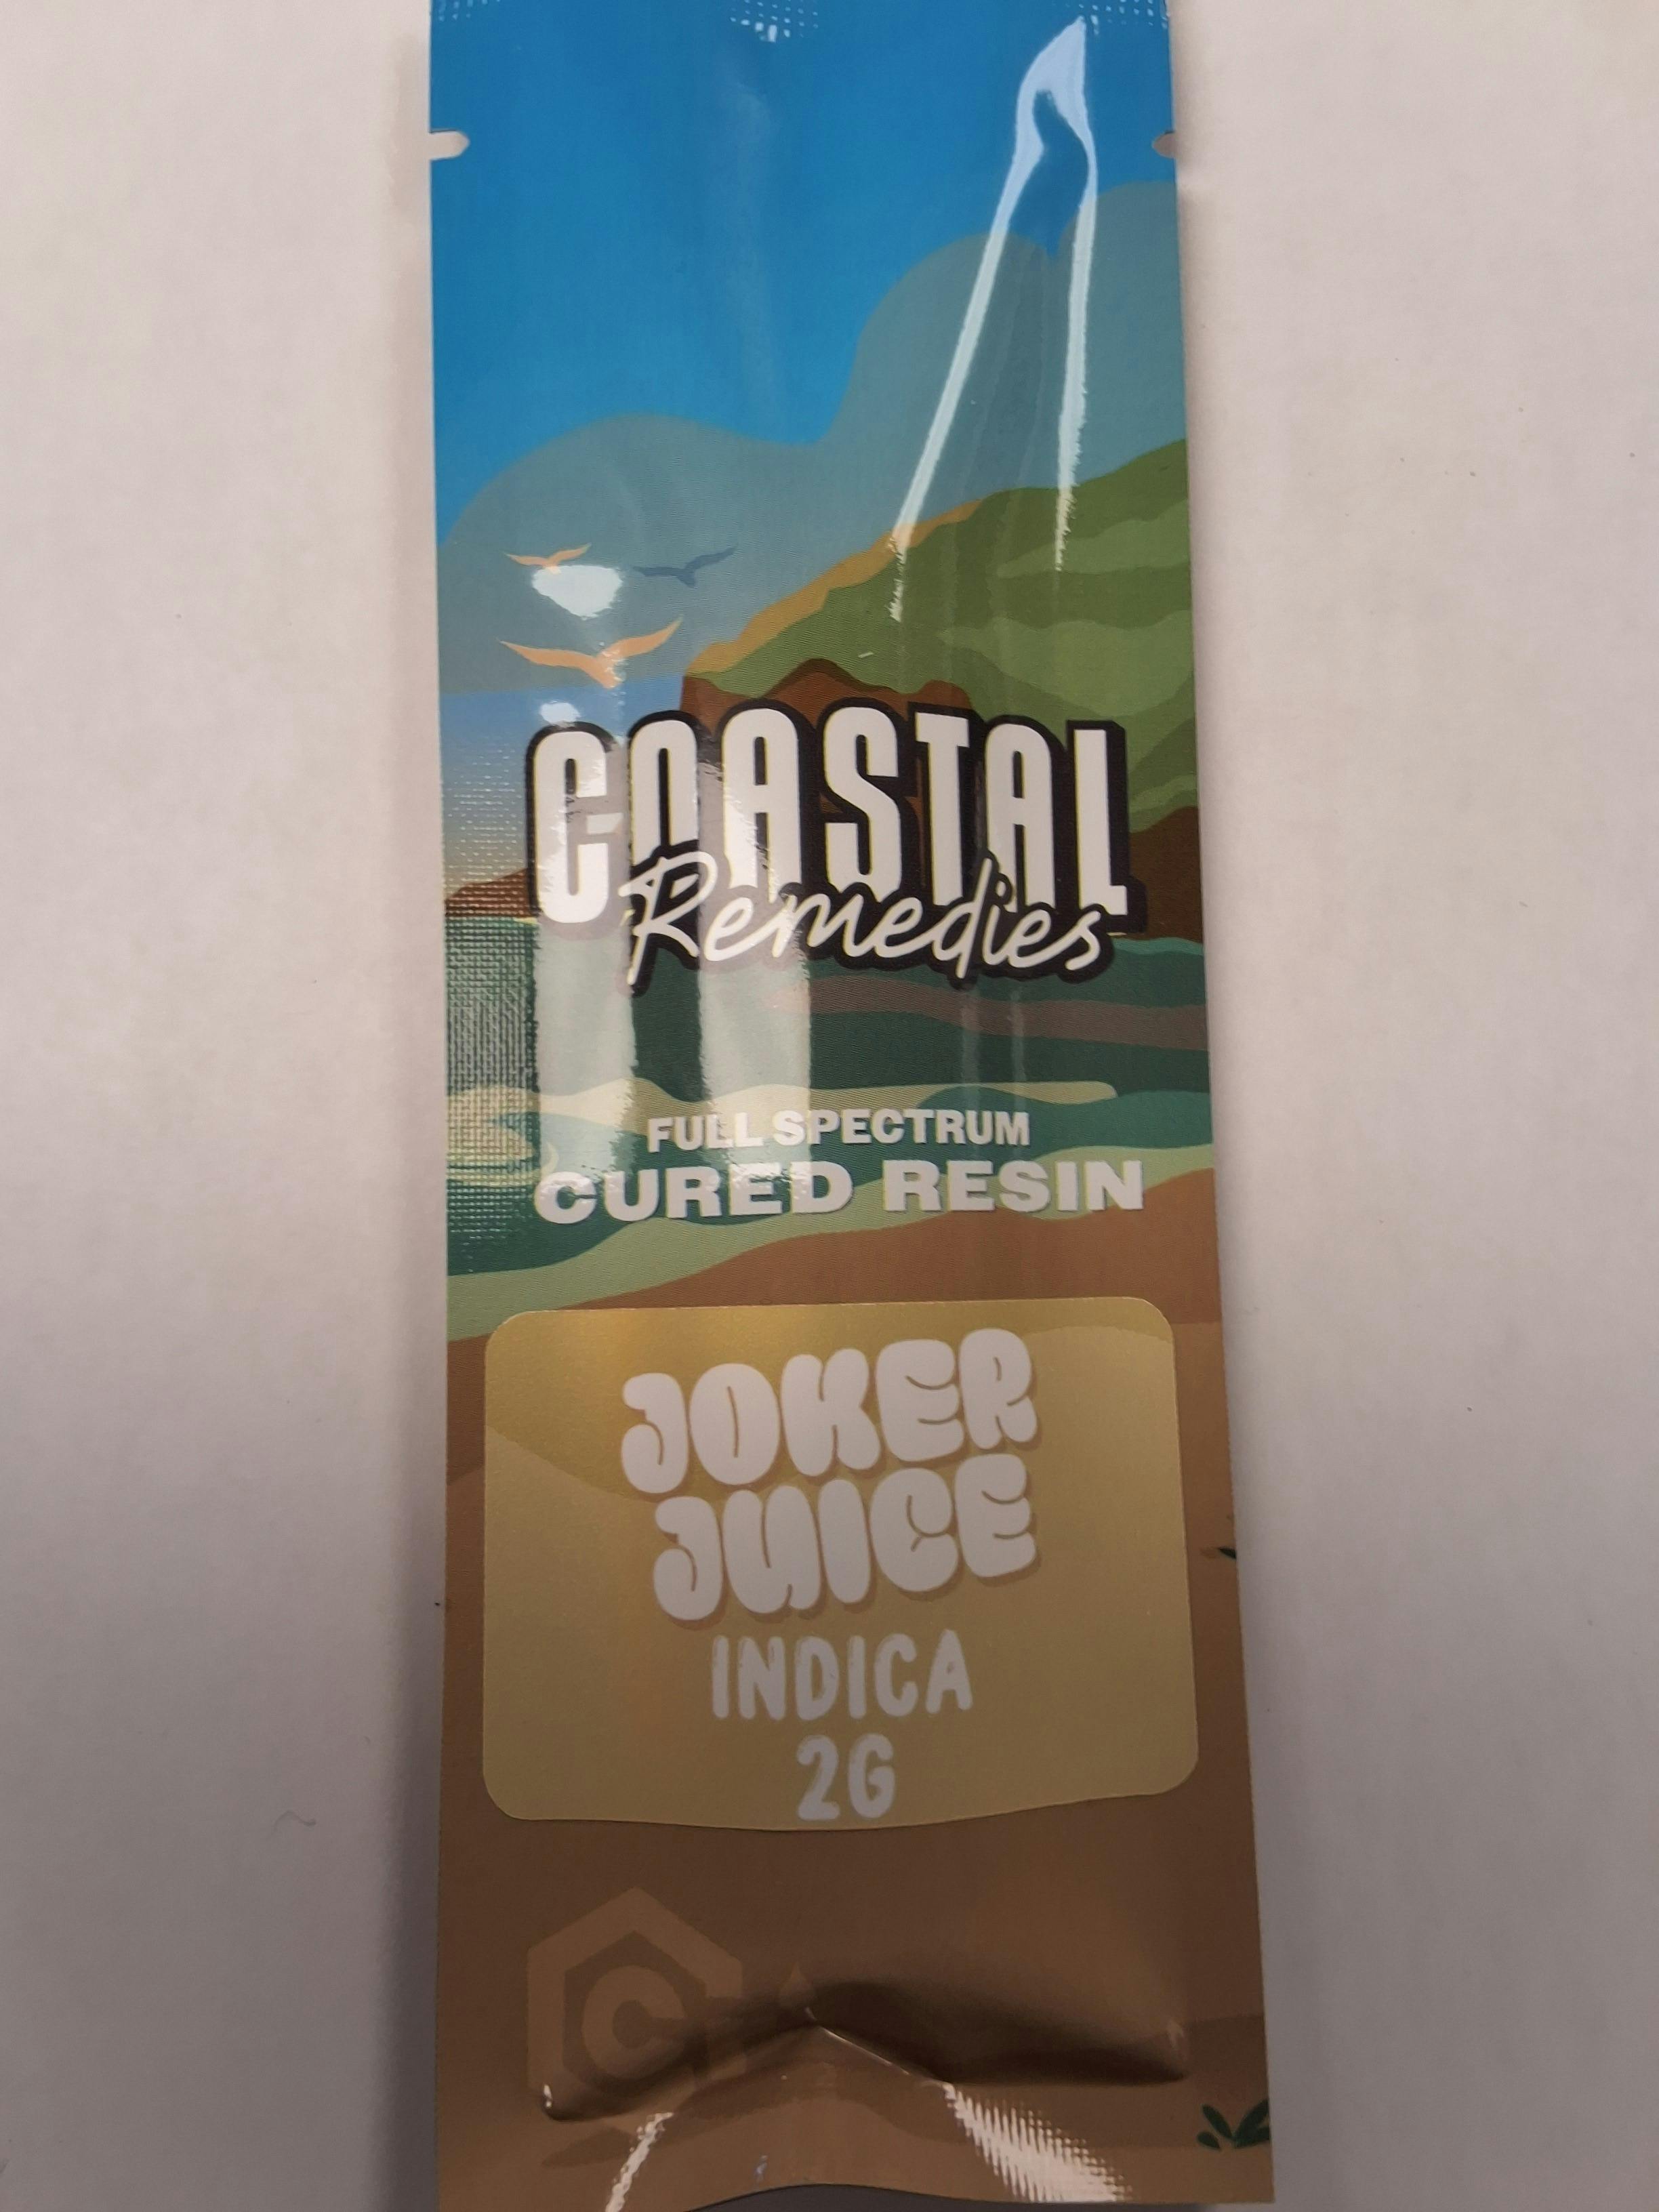 COASTAL
Remedies
FULL SPECTRUM
CURED RESIN
JOKER
JUICE
INDICA
2G
C